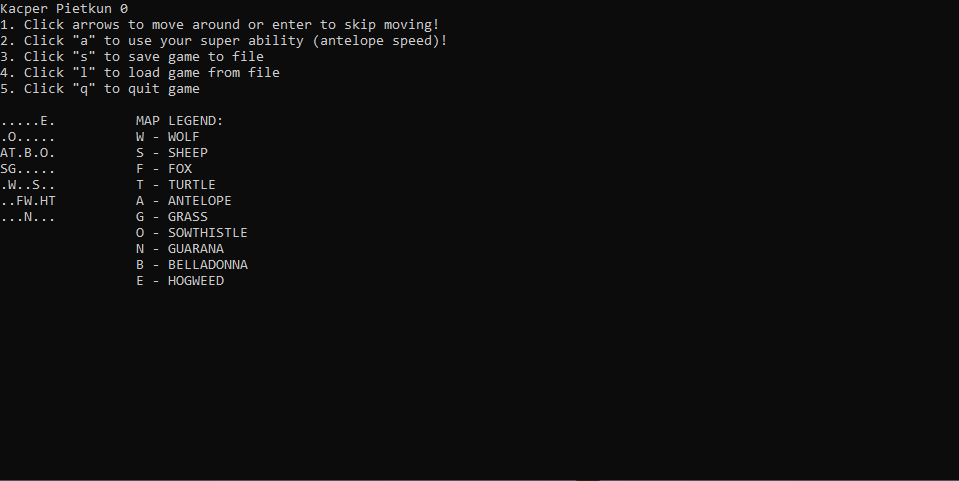 Kacper Pietkun 0
1. Click arrows to move around or enter to skip moving!
2. Click "a" to use your super ability (antelope speed)!
3. Click "s" to save game to file
4. Click "l" to load game from file
5. Click "q" to quit game
.....E.          MAP LEGEND:
.O.....          W - WOLF
AT.B.O.          S - SHEEP
SG.....          F - FOX
.W..S..          T - TURTLE
..FW.HT          A - ANTELOPE
...N...          G - GRASS
                 O - SOWTHISTLE
                 N - GUARANA
                 B - BELLADONNA
                 E - HOGWEED